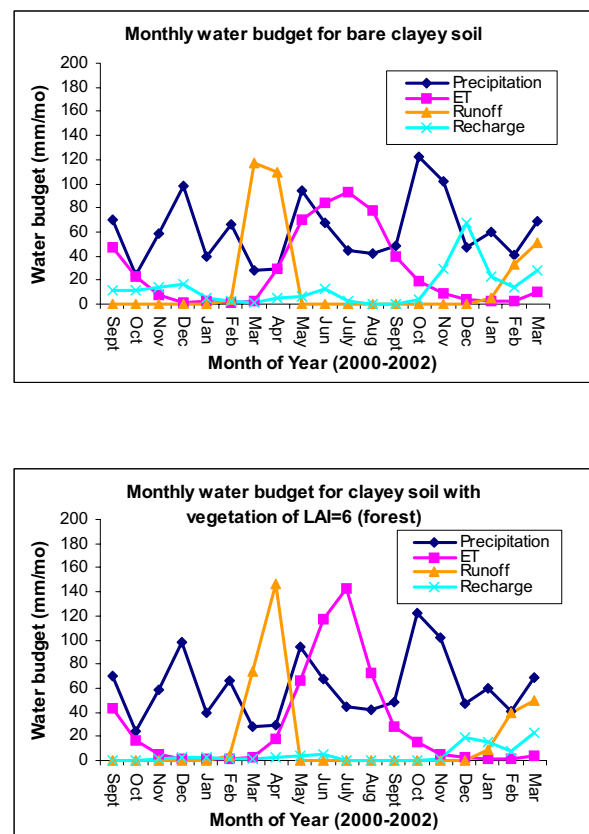 Monthly water budget for bare clayey soil
200
180
160
140
120
100
80
60
40
20
0
Water budget (mm/mo)
Precipitation
ET
Runoff
Recharge
Sept
Oct
Nov
Dec
Jan
Feb
Mar
Apr
May
Jun
July
Aug
Sept
Oct
Nov
Dec
Jan
Feb
Mar
Month of Year (2000-2002)
Monthly water budget for clayey soil with
vegetation of LAI=6 (forest)
200
180
160
140
120
100
80
60
40
20
0
Water budget (mm/mo)
Precipitation
ET
Runoff
Recharge
Sept
Oct
Nov
Dec
Jan
Feb
Mar
Apr
May
Jun
July
Aug
Sept
Oct
Nov
Dec
Jan
Feb
Mar
Month of Year (2000-2002)